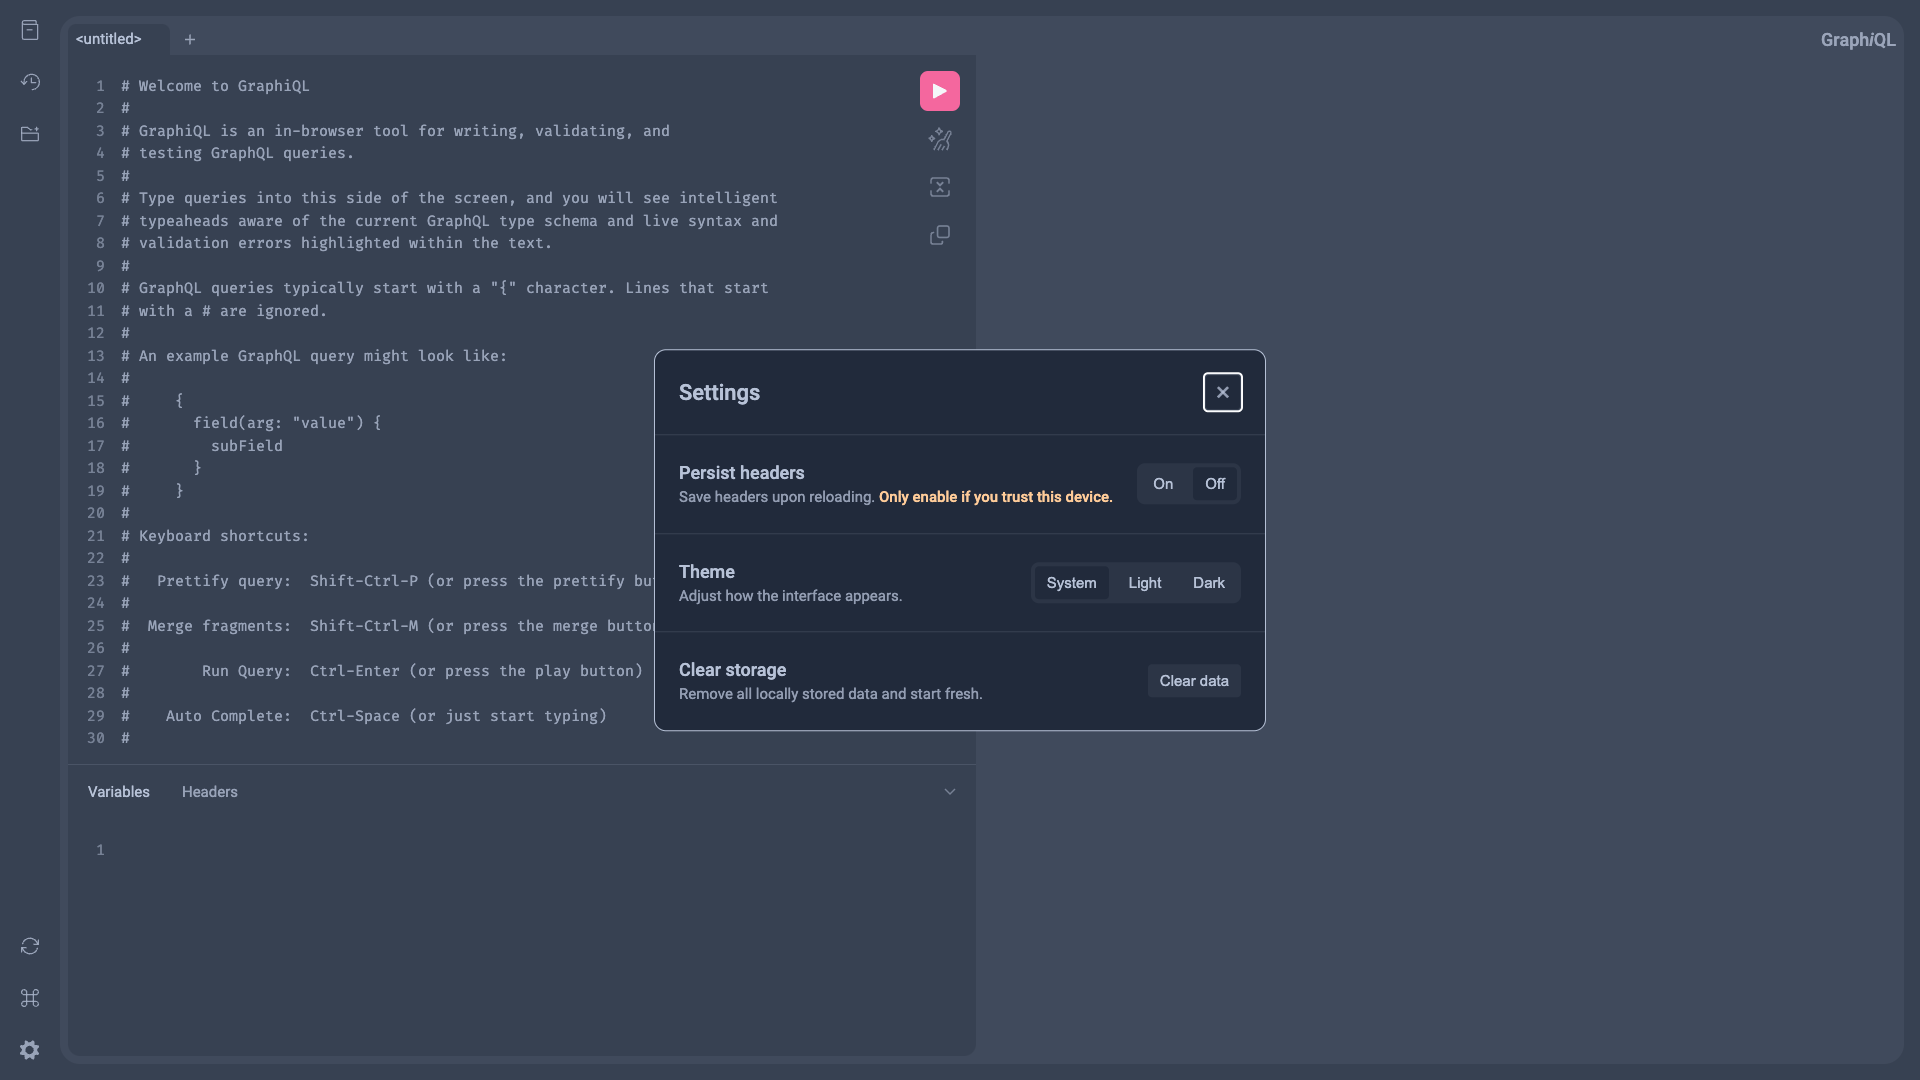 <untitled>
GraphiQL
1 # Welcome to GraphiQL
2 #
3 # GraphiQL is an in-browser tool for writing, validating, and
4 # testing GraphQL queries.
5 #
6 # Type queries into this side of the screen, and you will see intelligent
7 # typeaheads aware of the current GraphQL type schema and live syntax and
8 # validation errors highlighted within the text.
9 #
10 # GraphQL queries typically start with a "{" character. Lines that start
11 # with a # are ignored.
12 #
13 # An example GraphQL query might look like:
14 #
15 #     {
16 #       field(arg: "value") {
17 #         subField
18 #       }
19 #     }
20 #
21 # Keyboard shortcuts:
22 #
23 #   Prettify query:  Shift-Ctrl-P (or press the prettify
24 #
25 #  Merge fragments:  Shift-Ctrl-M (or press the merge
26 #
27 #        Run Query:  Ctrl-Enter (or press the play button)
28 #
29 #    Auto Complete:  Ctrl-Space (or just start typing)
30 #
Settings
Persist headers
Save headers upon reloading. Only enable if you trust this device.
On Off
Theme
Adjust how the interface appears.
System Light Dark
Clear storage
Remove all locally stored data and start fresh.
Clear data
Variables Headers
1